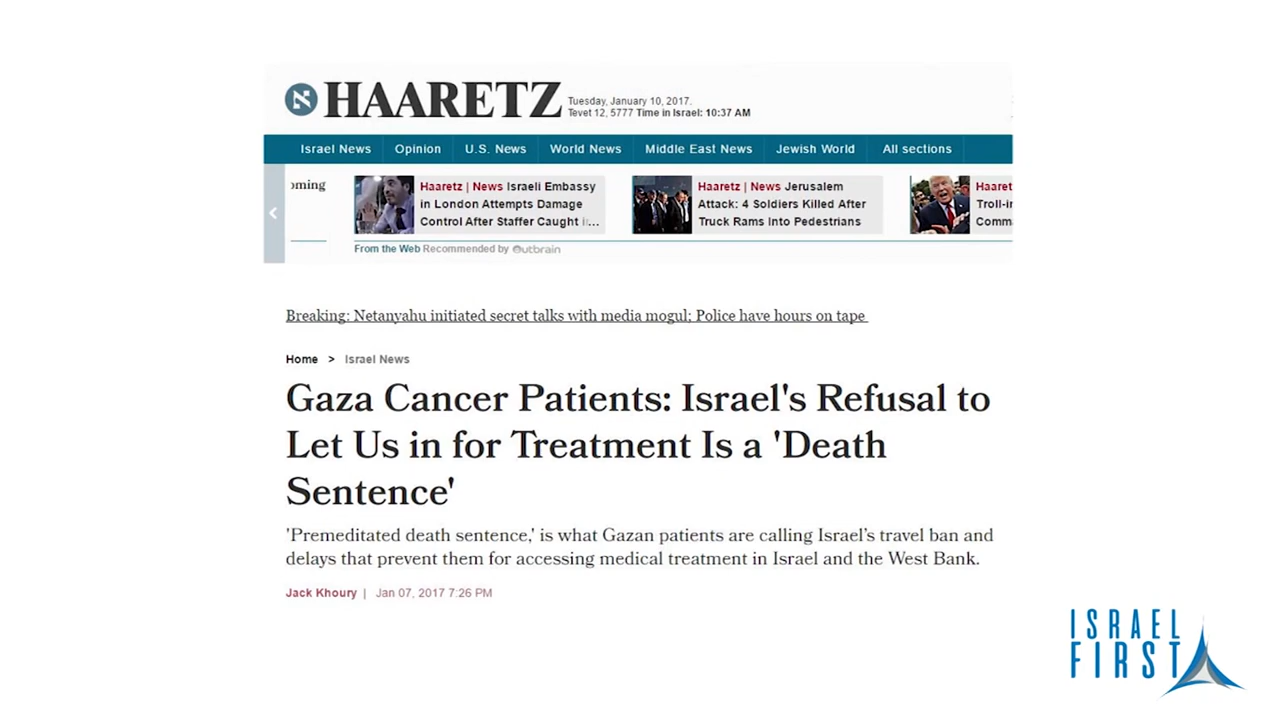 HAARETZ
Tuesday, January 10, 2017.
Tevet 12, 5777 Time in Israel: 10:37 AM
Israel News Opinion U.S. News World News Middle East News Jewish World All sections
oming
Haaretz | News Israeli Embassy
in London Attempts Damage
Control After Staffer Caught i...
Haaretz | News Jerusalem
Attack: 4 Soldiers Killed After
Truck Rams Into Pedestrians
Haaret
Troll-in
Comma
From the Web Recommended by Outbrain
Breaking: Netanyahu initiated secret talks with media mogul; Police have hours on tape
Home > Israel News
Gaza Cancer Patients: Israel's Refusal to
Let Us in for Treatment Is a 'Death
Sentence'
'Premeditated death sentence,' is what Gazan patients are calling Israel's travel ban and
delays that prevent them for accessing medical treatment in Israel and the West Bank.
Jack Khoury | Jan 07, 2017 7:26 PM
ISRAEL
FIRST